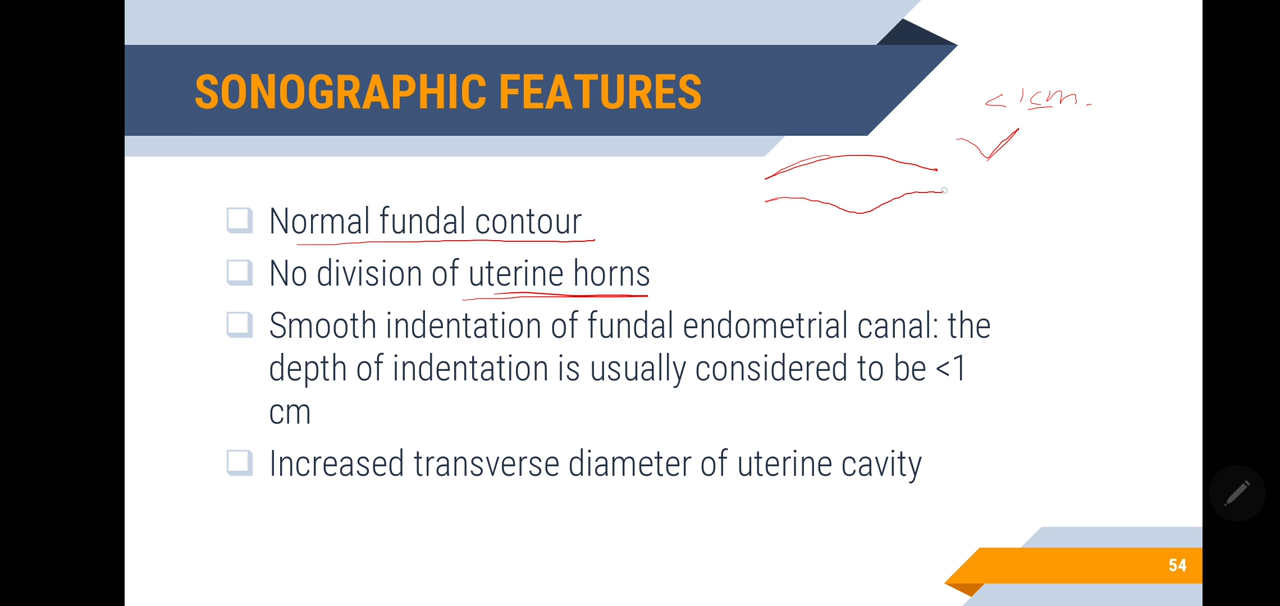 SONOGRAPHIC FEATURES
< 1cm.
Normal fundal contour
No division of uterine horns
Smooth indentation of fundal endometrial canal: the
depth of indentation is usually considered to be <1
cm
Increased transverse diameter of uterine cavity
54